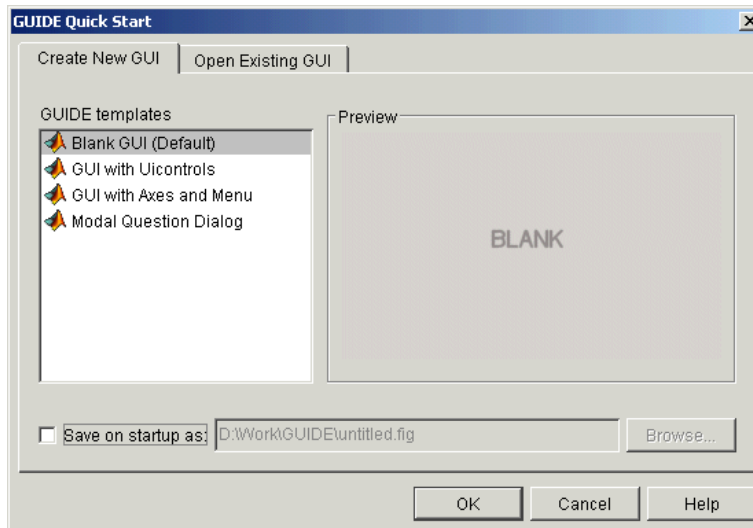 GUIDE Quick Start
Create New GUI
Open Existing GUI
GUIDE templates
Blank GUI (Default)
GUI with Uicontrols
GUI with Axes and Menu
Modal Question Dialog
Preview
BLANK
Save on startup as:
D:\Work\GUIDE\untitled.fig
Browse...
OK
Cancel
Help